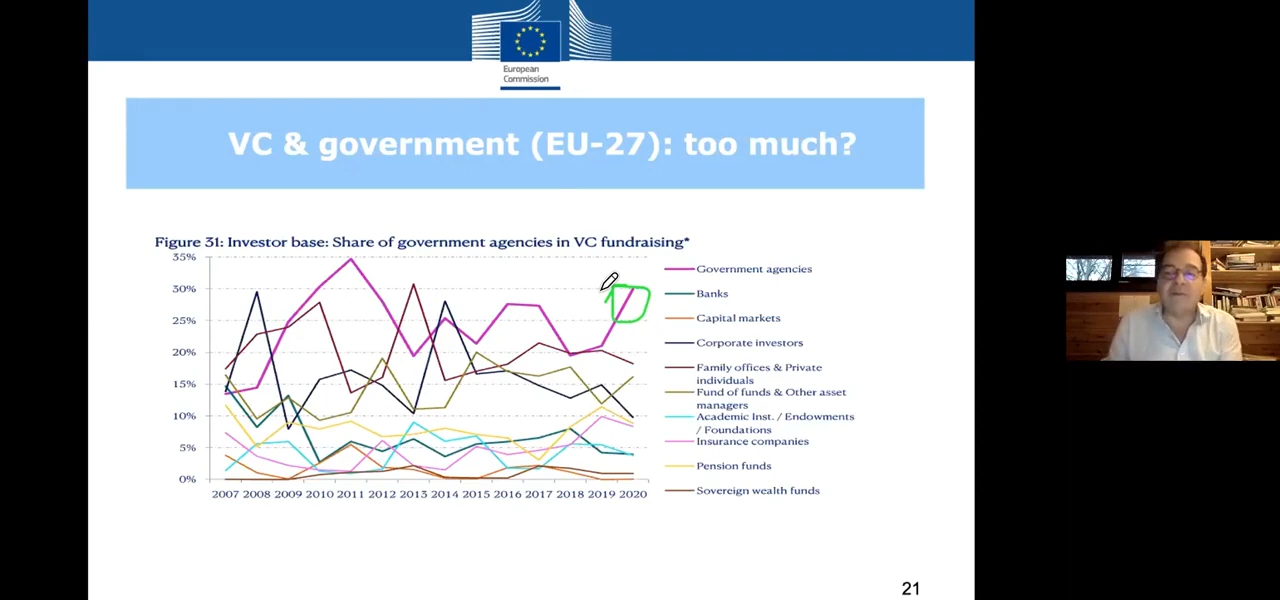 European
Commission
VC & government (EU-27): too much?
Figure 31: Investor base: Share of government agencies in VC fundraising*
35%
30%
25%
20%
15%
10%
5%
0%
2007 2008 2009 2010 2011 2012 2013 2014 2015 2016 2017 2018 2019 2020
Government agencies
Banks
Capital markets
Corporate investors
Family offices & Private
individuals
Fund of funds & Other asset
managers
Academic Inst. / Endowments
/ Foundations
Insurance companies
Pension funds
Sovereign wealth funds
21